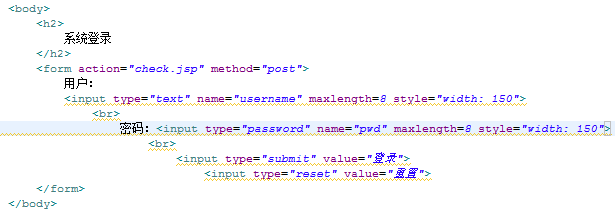 <body>
<h2>
系统登录
</h2>
<form action="check.jsp" method="post">
用户:
<input type="text" name="username" maxlength=8 style="width: 150">
<br>
密码: <input type="password" name="pwd" maxlength=8 style="width: 150">
<br>
<input type="submit" value="登录">
<input type="reset" value="重置">
</form>
</body>